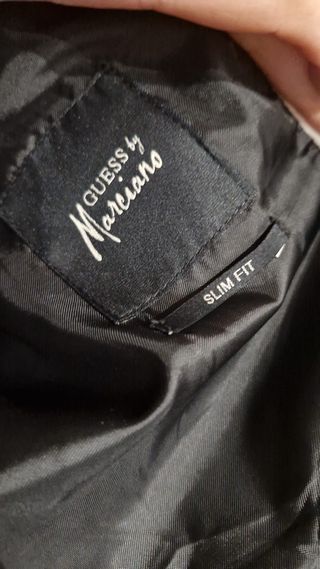 GUESS by
Marciano
SLIM FIT